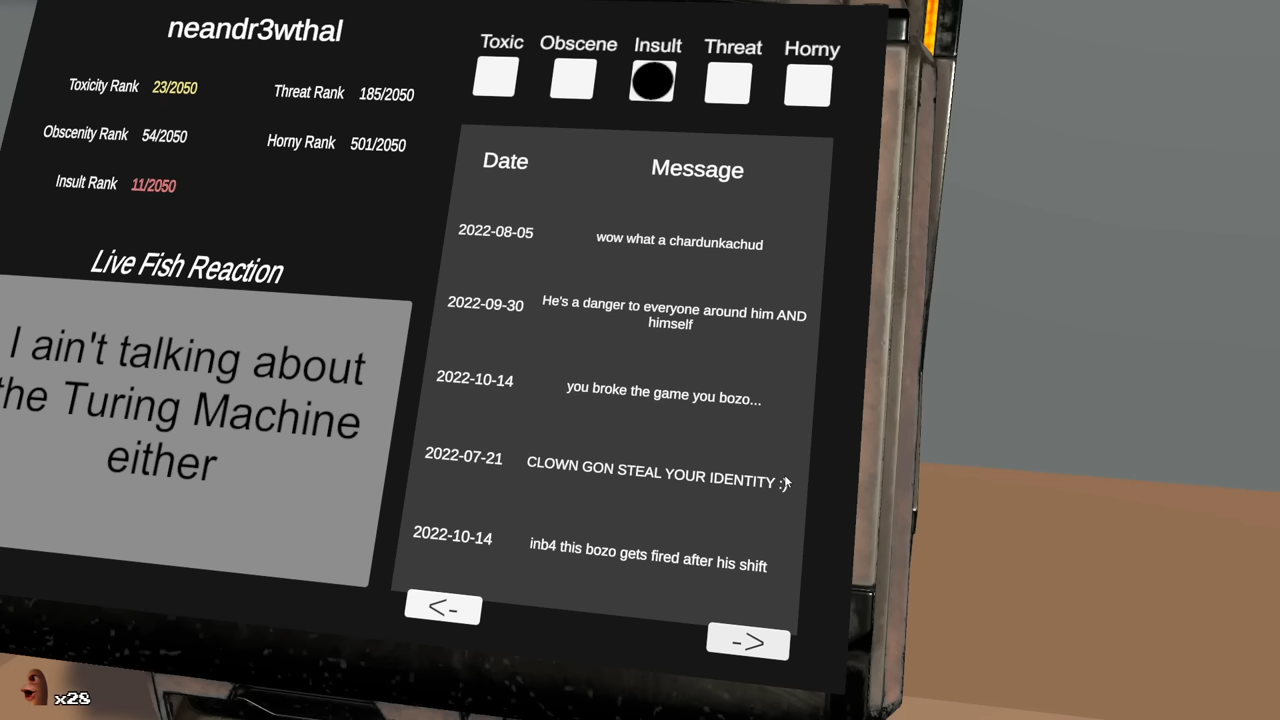 neandr3wthal
Toxicity Rank 23/2050
Threat Rank 185/2050
Obscenity Rank 54/2050
Horny Rank 501/2050
Insult Rank 11/2050
Live Fish Reaction
I ain't talking about
the Turing Machine
either
Toxic Obscene Insult Threat Horny
Date Message
2022-08-05 wow what a chardunkachud
2022-09-30 He's a danger to everyone around him AND
himself
2022-10-14 you broke the game you bozo...
2022-07-21 CLOWN GON STEAL YOUR IDENTITY :)
2022-10-14 inb4 this bozo gets fired after his shift
<- ->
x28